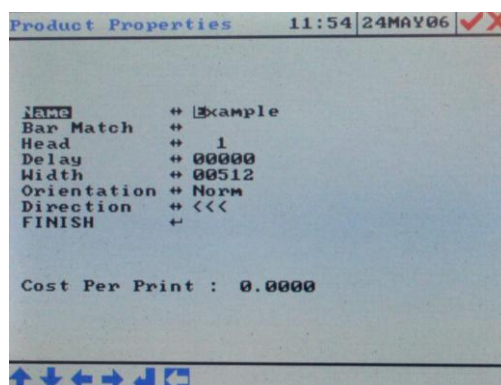 Product Properties 11:54 24MAY06
Name ↔ Example
Bar Match ↔
Head ↔ 1
Delay ↔ 00000
Width ↔ 00512
Orientation ↔ Norm
Direction ↔ <<<
FINISH ↵
Cost Per Print : 0.0000